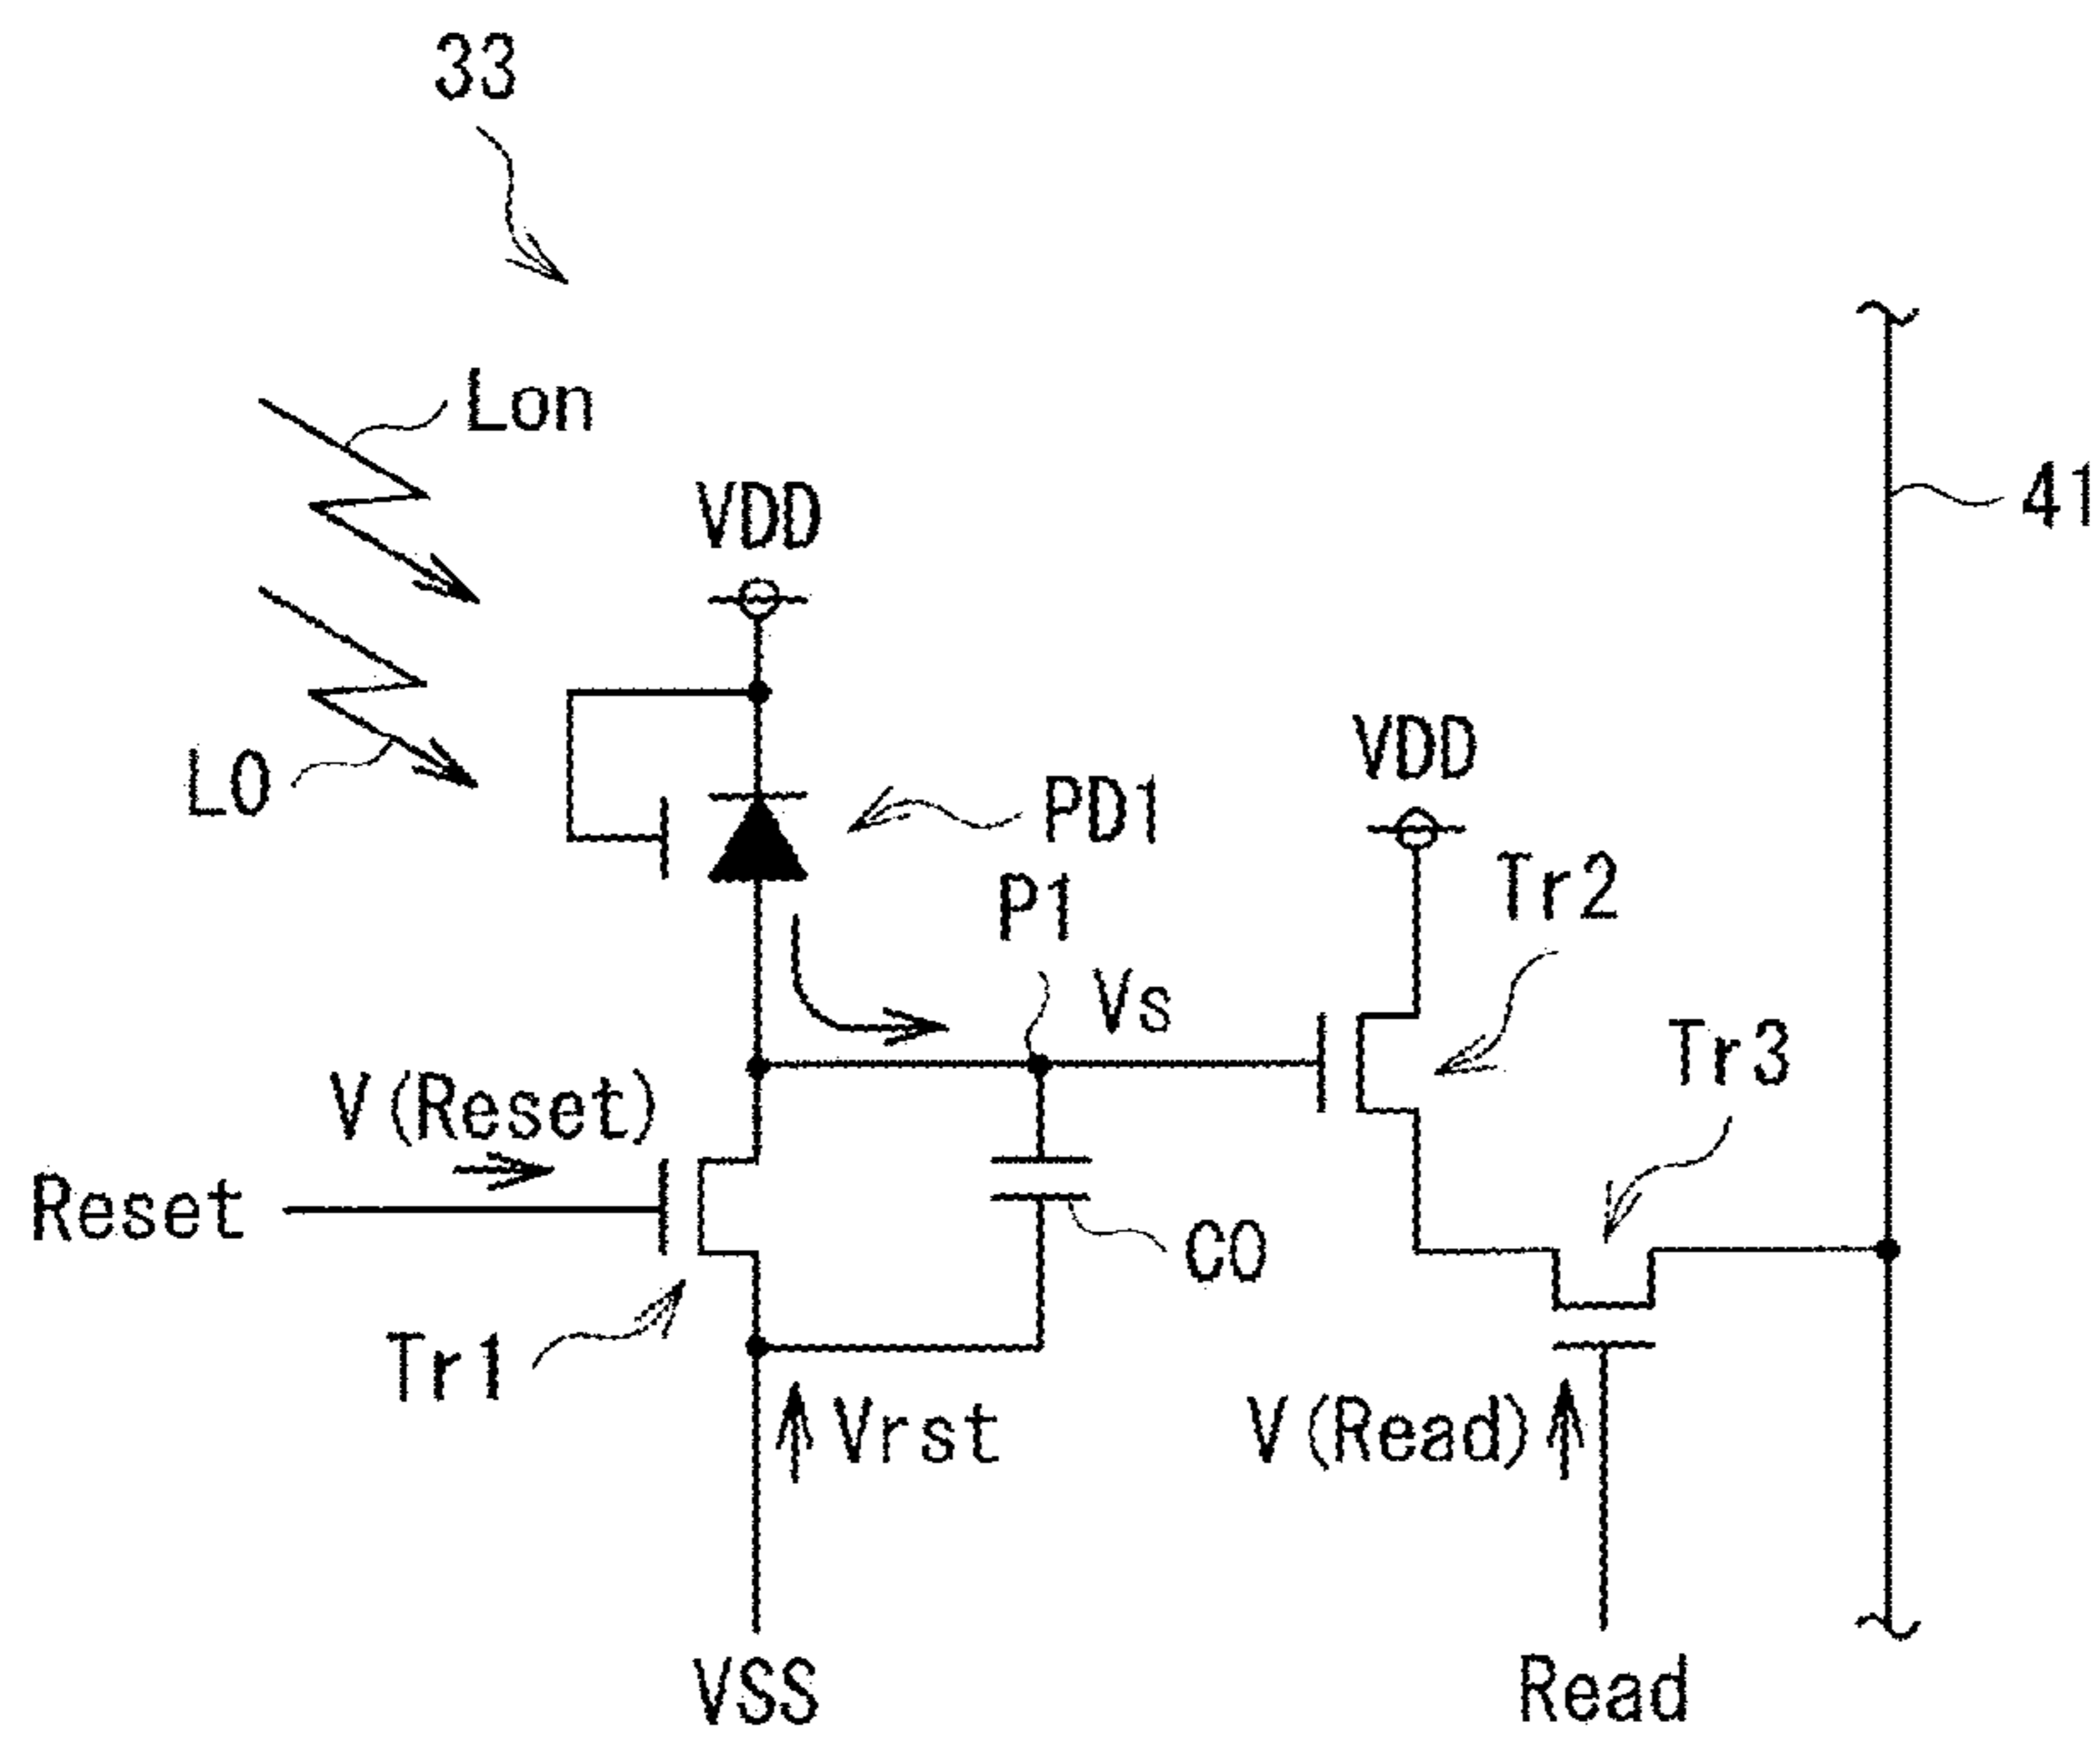 33
Lon
VDD
41
L0
PD1
VDD
P1
Tr2
Vs
Tr3
V(Reset)
Reset
C0
Tr1
Vrst
V(Read)
VSS
Read